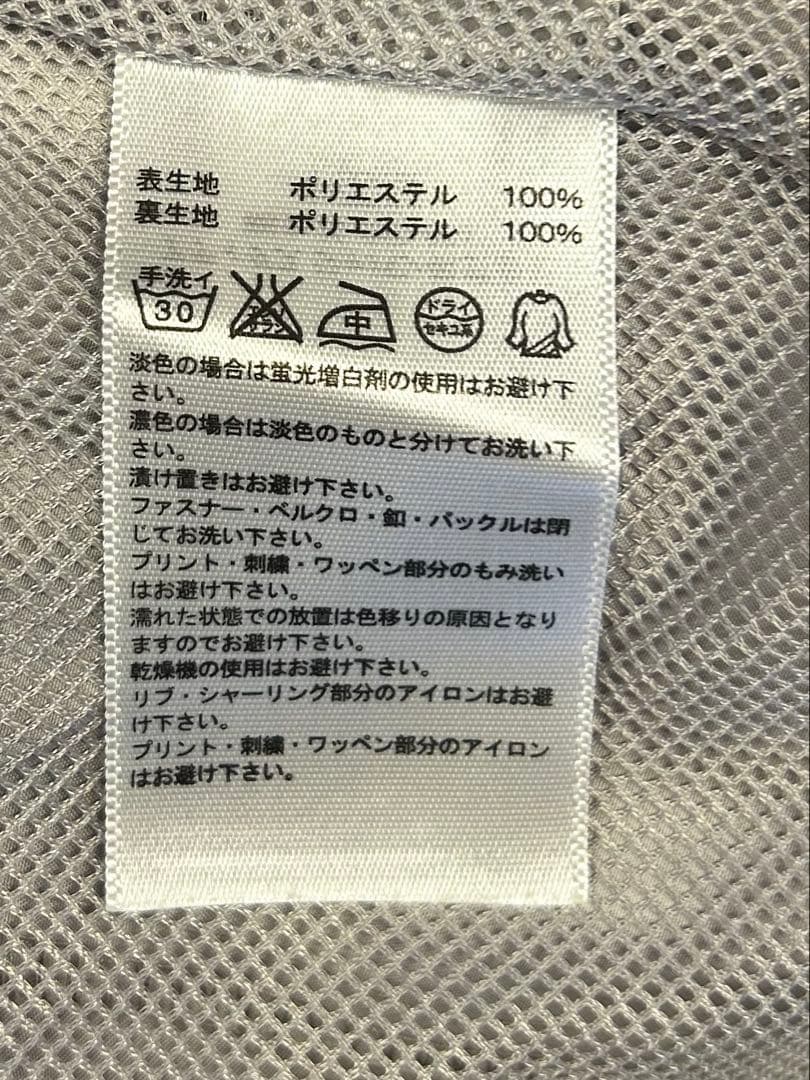 表生地 ポリエステル 100%
裏生地 ポリエステル 100%
手洗イ
30
エンソ サラシ
中
ドライ
セキユ系
淡色の場合は蛍光増白剤の使用はお避け下
さい。
濃色の場合は淡色のものと分けてお洗い下
さい。
漬け置きはお避け下さい。
ファスナー・ベルクロ・釦・バックルは閉
じてお洗い下さい。
プリント・刺繍・ワッペン部分のもみ洗い
はお避け下さい。
濡れた状態での放置は色移りの原因となり
ますのでお避け下さい。
乾燥機の使用はお避け下さい。
リブ・シャーリング部分のアイロンはお避
け下さい。
プリント・刺繍・ワッペン部分のアイロン
はお避け下さい。